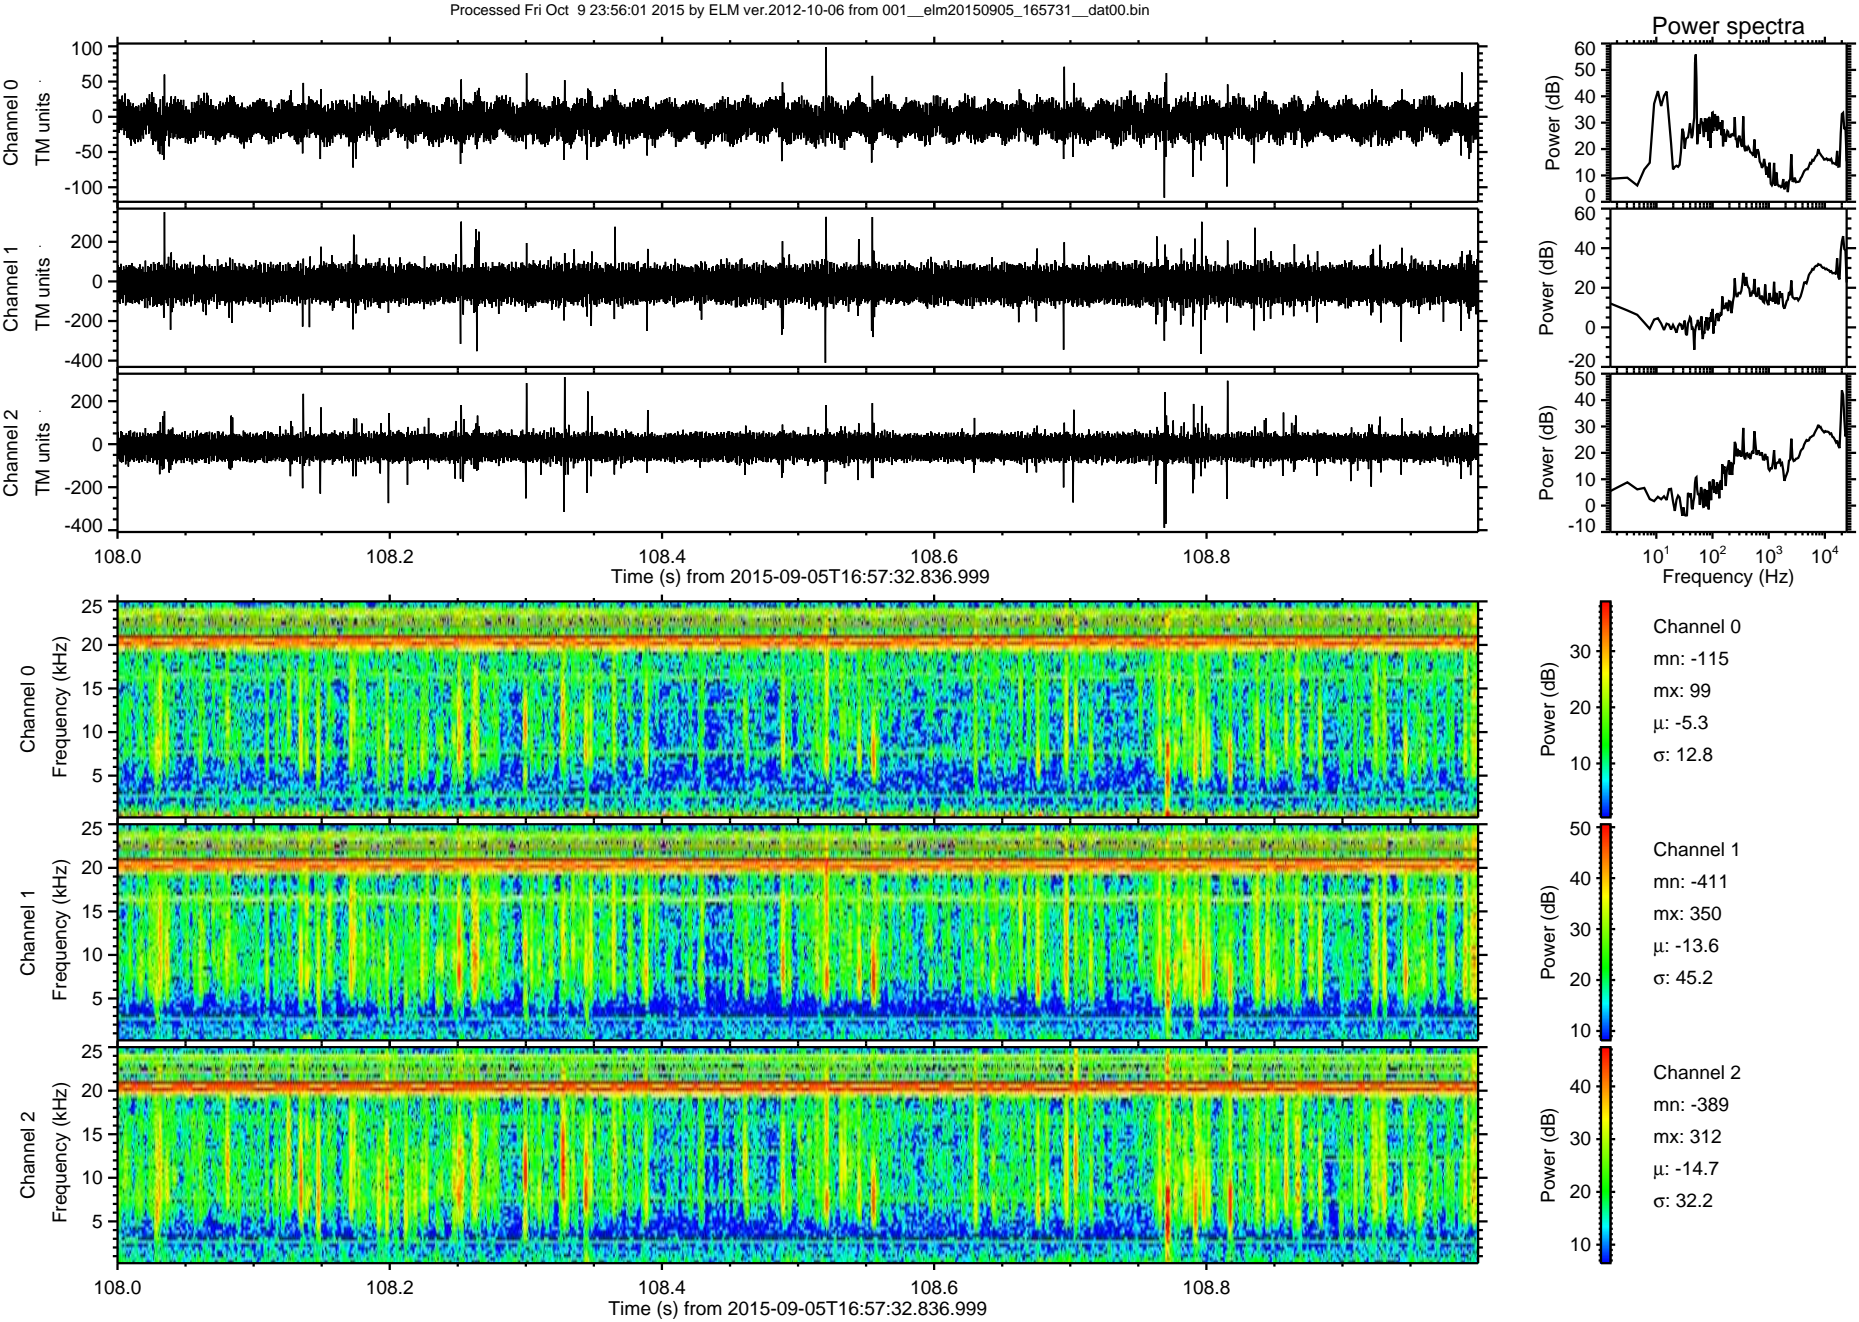 Processed Fri Oct  9 23:56:01 2015 by ELM ver.2012-10-06 from 001__elm20150905_165731__dat00.bin
Power spectra
Channel 0
TM units
100
50
0
-50
-100
Power (dB)
60
50
40
30
20
10
0
Channel 1
TM units
200
0
-200
-400
Power (dB)
60
40
20
0
-20
Channel 2
TM units
200
0
-200
-400
Power (dB)
50
40
30
20
10
0
-10
108.0 108.2 108.4 108.6 108.8
Time (s) from 2015-09-05T16:57:32.836.999
10^1 10^2 10^3 10^4
Frequency (Hz)
Channel 0
Frequency (kHz)
25
20
15
10
5
Power (dB)
30
20
10
Channel 0
mn: -115
mx: 99
μ: -5.3
σ: 12.8
Channel 1
Frequency (kHz)
25
20
15
10
5
Power (dB)
50
40
30
20
10
Channel 1
mn: -411
mx: 350
μ: -13.6
σ: 45.2
Channel 2
Frequency (kHz)
25
20
15
10
5
Power (dB)
40
30
20
10
Channel 2
mn: -389
mx: 312
μ: -14.7
σ: 32.2
108.0 108.2 108.4 108.6 108.8
Time (s) from 2015-09-05T16:57:32.836.999